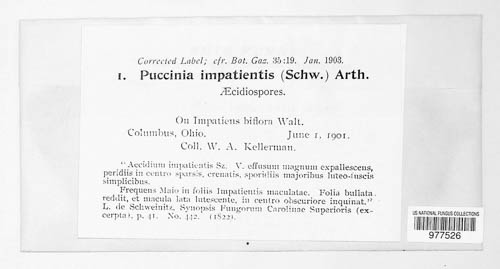 Corrected Label; cfr. Bot. Gaz. 35:19. Jan. 1903.
1. Puccinia impatientis (Schw.) Arth.
Æcidiospores.
On Impatiens biflora Walt.
Columbus, Ohio. June 1, 1901.
Coll. W. A. Kellerman.
"Aecidium impatientis Sz. V. effusum magnum expallescens,
peridiis in centro sparsis, crenatis, sporidiis majoribus luteo-fuscis
simplicibus.
Frequens Maio in foliis Impatientis maculatae. Folia bullata
reddit, et macula lata lutescente, in centro obscuriore inquinat."
L. de Schweinitz, Synopsis Fungorum Carolinae Superioris (ex-
cerpta), p. 41. No. 442. (1822).
US NATIONAL FUNGUS COLLECTIONS
977526